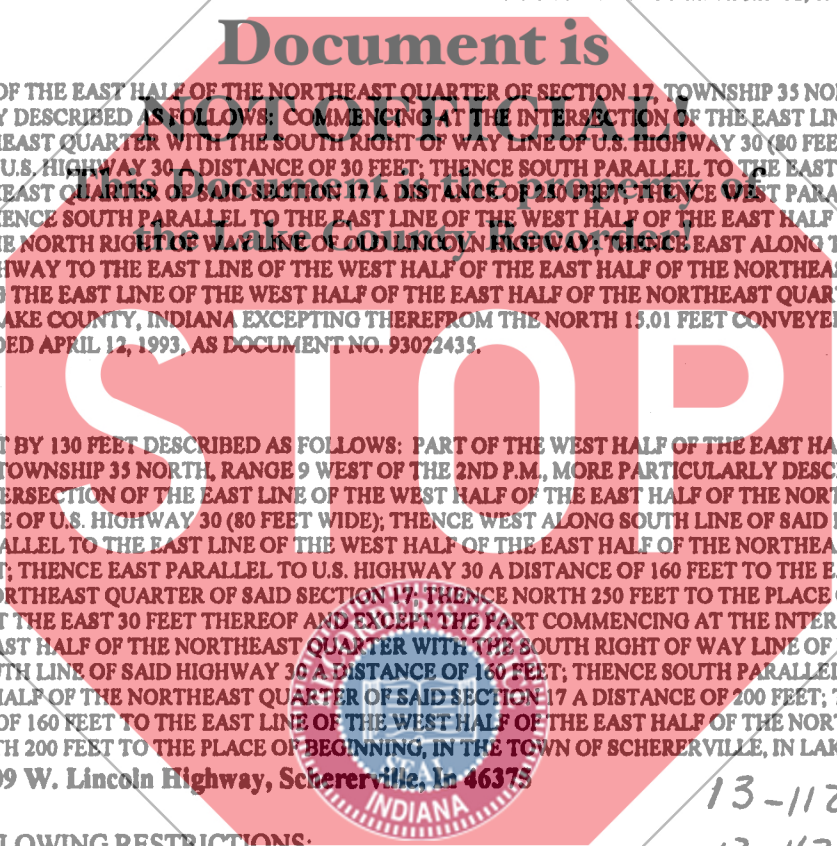 Document is
OF THE EAST HALF OF THE NORTHEAST QUARTER OF SECTION 17, TOWNSHIP 35 NO
NOT OFFICIAL!
Y DESCRIBED AS FOLLOWS: COMMENCING AT THE INTERSECTION OF THE EAST LIN
EAST QUARTER WITH THE SOUTH RIGHT OF WAY LINE OF U.S. HIGHWAY 30 (80 FEE
U.S. HIGHWAY 30 A DISTANCE OF 30 FEET; THENCE SOUTH PARALLEL TO THE EAST
This Document is the property of
EAST QUARTER OF SAID SECTION 17 A DISTANCE OF 250 FEET; THENCE WEST PARA
ENCE SOUTH PARALLEL TO THE EAST LINE OF THE WEST HALF OF THE EAST HALF
the Lake County Recorder!
E NORTH RIGHT OF WAY LINE OF OLD LINCOLN HIGHWAY; THENCE EAST ALONG T
HWAY TO THE EAST LINE OF THE WEST HALF OF THE EAST HALF OF THE NORTHEA
THE EAST LINE OF THE WEST HALF OF THE EAST HALF OF THE NORTHEAST QUAR
AKE COUNTY, INDIANA EXCEPTING THEREFROM THE NORTH 15.01 FEET CONVEYE
DED APRIL 12, 1993, AS DOCUMENT NO. 93022435.
STOP
T BY 130 FEET DESCRIBED AS FOLLOWS: PART OF THE WEST HALF OF THE EAST HA
TOWNSHIP 35 NORTH, RANGE 9 WEST OF THE 2ND P.M., MORE PARTICULARLY DESC
ERSECTION OF THE EAST LINE OF THE WEST HALF OF THE EAST HALF OF THE NOR
E OF U.S. HIGHWAY 30 (80 FEET WIDE); THENCE WEST ALONG SOUTH LINE OF SAID
ALLEL TO THE EAST LINE OF THE WEST HALF OF THE EAST HALF OF THE NORTHEA
T; THENCE EAST PARALLEL TO U.S. HIGHWAY 30 A DISTANCE OF 160 FEET TO THE E
RTHEAST QUARTER OF SAID SECTION 17; THENCE NORTH 250 FEET TO THE PLACE
T THE EAST 30 FEET THEREOF AND EXCEPT THE PART COMMENCING AT THE INTER
AST HALF OF THE NORTHEAST QUARTER WITH THE SOUTH RIGHT OF WAY LINE OF
TH LINE OF SAID HIGHWAY 30 A DISTANCE OF 160 FEET; THENCE SOUTH PARALLE
HALF OF THE NORTHEAST QUARTER OF SAID SECTION 17 A DISTANCE OF 200 FEET;
OF 160 FEET TO THE EAST LINE OF THE WEST HALF OF THE EAST HALF OF THE NOR
TH 200 FEET TO THE PLACE OF BEGINNING, IN THE TOWN OF SCHERERVILLE, IN LAK
RECORDER'S OFFICE
SEAL
INDIANA
09 W. Lincoln Highway, Schererville, In 46375
13-112
LOWING RESTRICTIONS: